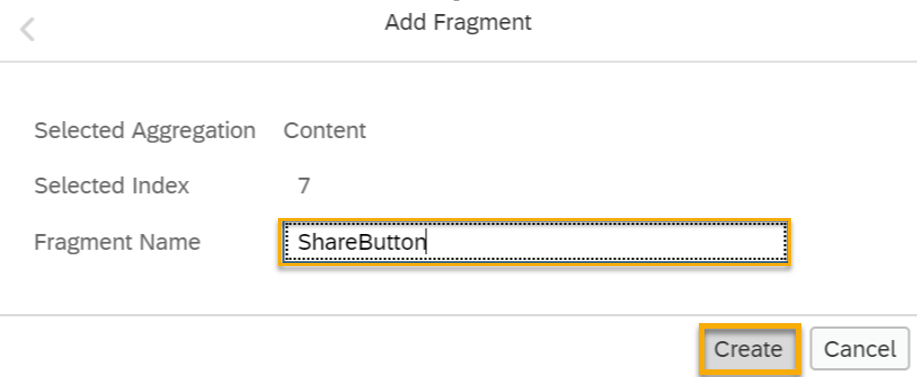 Add Fragment
Selected Aggregation Content
Selected Index 7
Fragment Name ShareButton
Create Cancel